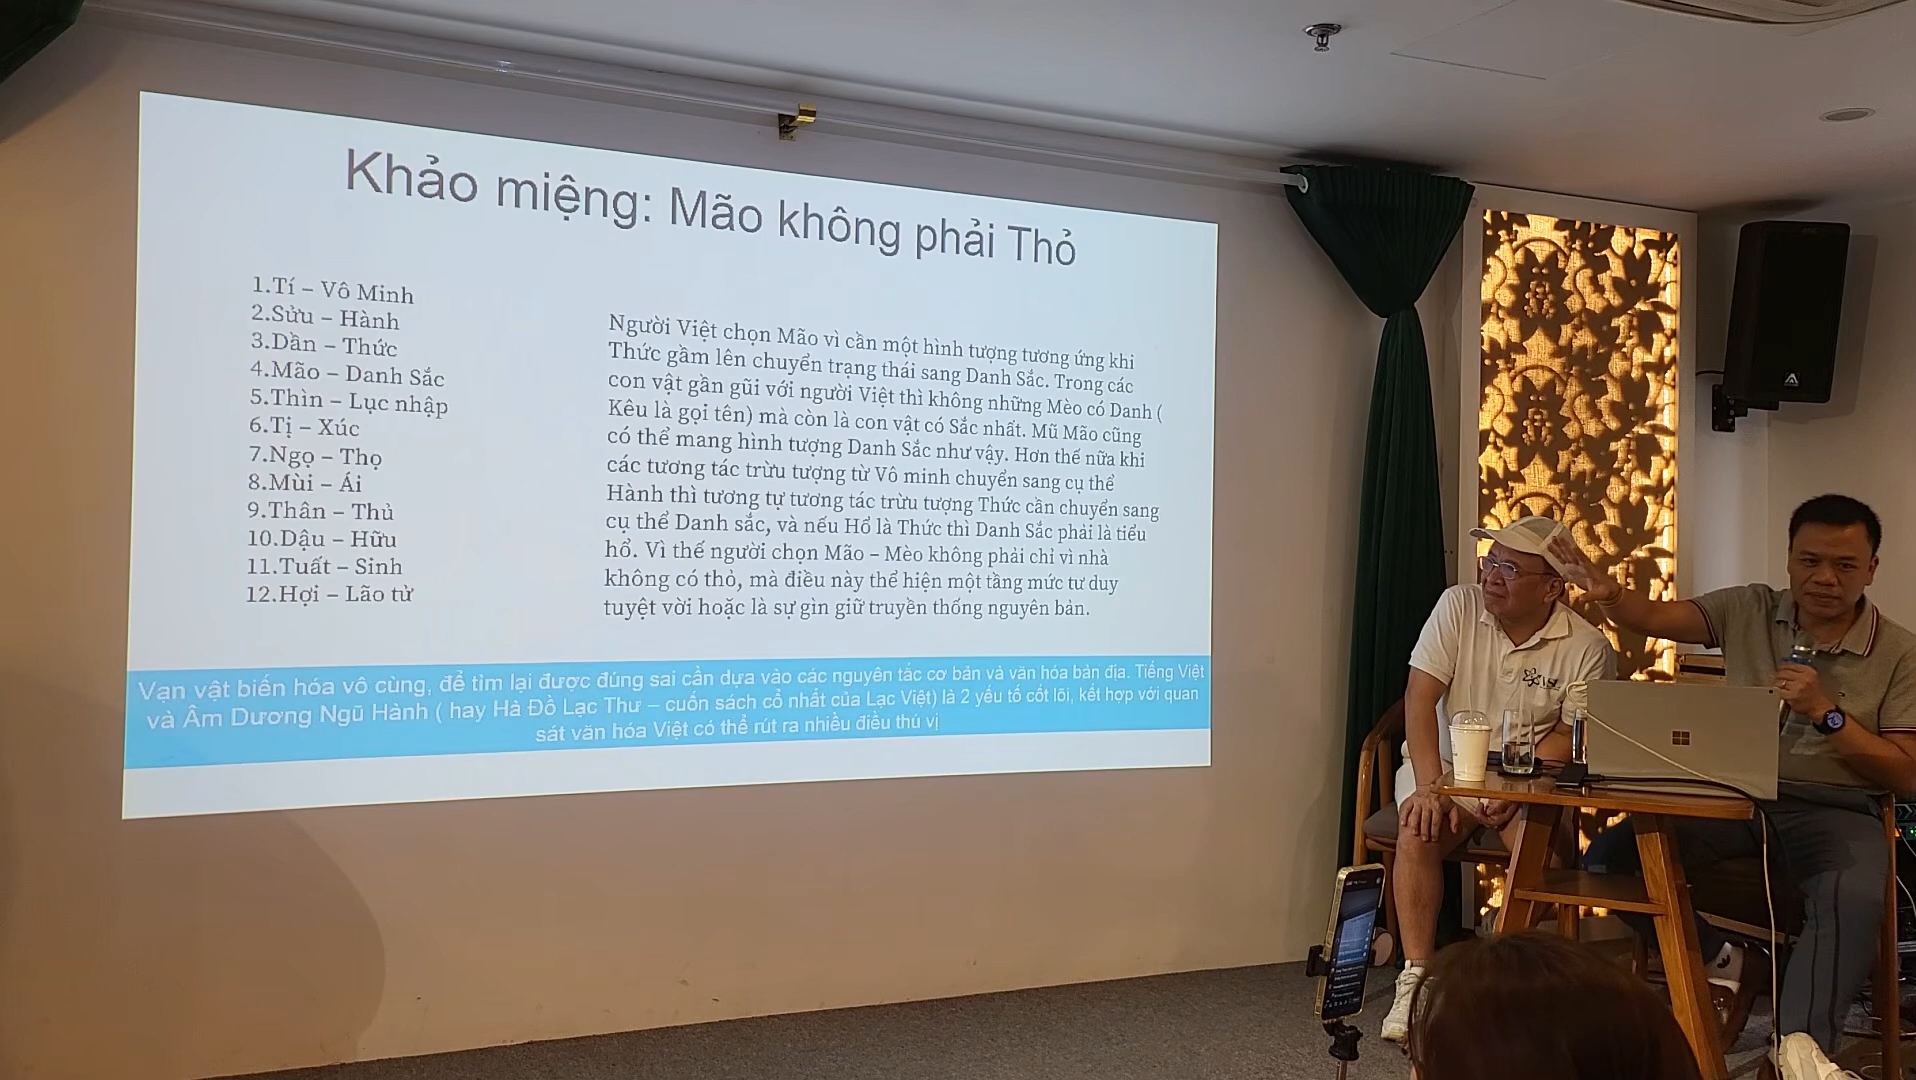 Khảo miệng: Mão không phải Thỏ
1.Tí – Vô Minh
2.Sửu – Hành
3.Dần – Thức
4.Mão – Danh Sắc
5.Thìn – Lục nhập
6.Tị – Xúc
7.Ngọ – Thọ
8.Mùi – Ái
9.Thân – Thủ
10.Dậu – Hữu
11.Tuất – Sinh
12.Hợi – Lão tử
Người Việt chọn Mão vì cần một hình tượng tương ứng khi
Thức gầm lên chuyển trạng thái sang Danh Sắc. Trong các
con vật gần gũi với người Việt thì không những Mèo có Danh (
Kêu là gọi tên) mà còn là con vật có Sắc nhất. Mũ Mão cũng
có thể mang hình tượng Danh Sắc như vậy. Hơn thế nữa khi
các tương tác trừu tượng từ Vô minh chuyển sang cụ thể
Hành thì tương tự tương tác trừu tượng Thức cần chuyển sang
cụ thể Danh sắc, và nếu Hổ là Thức thì Danh Sắc phải là tiểu
hổ. Vì thế người chọn Mão – Mèo không phải chỉ vì nhà
không có thỏ, mà điều này thể hiện một tầng mức tư duy
tuyệt vời hoặc là sự gìn giữ truyền thống nguyên bản.
Vạn vật biến hóa vô cùng, để tìm lại được đúng sai cần dựa vào các nguyên tắc cơ bản và văn hóa bản địa. Tiếng Việt
và Âm Dương Ngũ Hành ( hay Hà Đồ Lạc Thư – cuốn sách cổ nhất của Lạc Việt) là 2 yếu tố cốt lõi, kết hợp với quan
sát văn hóa Việt có thể rút ra nhiều điều thú vị